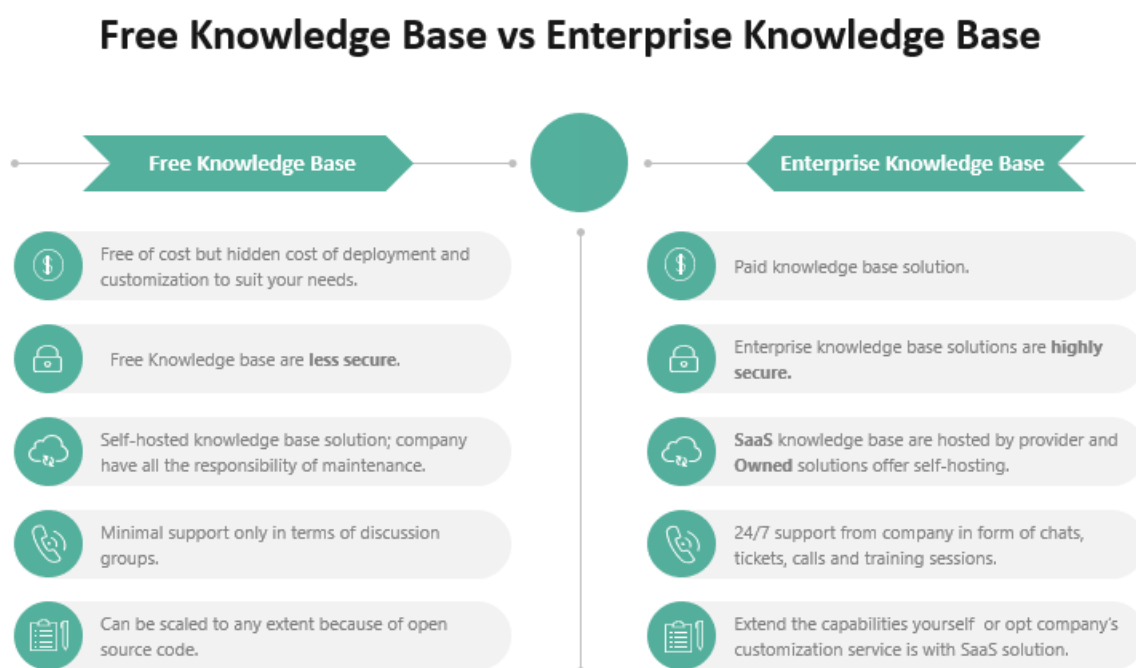 Free Knowledge Base vs Enterprise Knowledge Base
Free Knowledge Base
Free of cost but hidden cost of deployment and
customization to suit your needs.
Free Knowledge base are less secure.
Self-hosted knowledge base solution; company
have all the responsibility of maintenance.
Minimal support only in terms of discussion
groups.
Can be scaled to any extent because of open
source code.
Enterprise Knowledge Base
Paid knowledge base solution.
Enterprise knowledge base solutions are highly
secure.
SaaS knowledge base are hosted by provider and
Owned solutions offer self-hosting.
24/7 support from company in form of chats,
tickets, calls and training sessions.
Extend the capabilities yourself or opt company's
customization service is with SaaS solution.